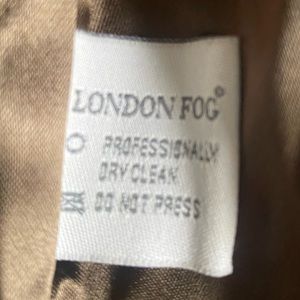 LONDON FOG®
PROFESSIONALLY
DRY CLEAN
DO NOT PRESS